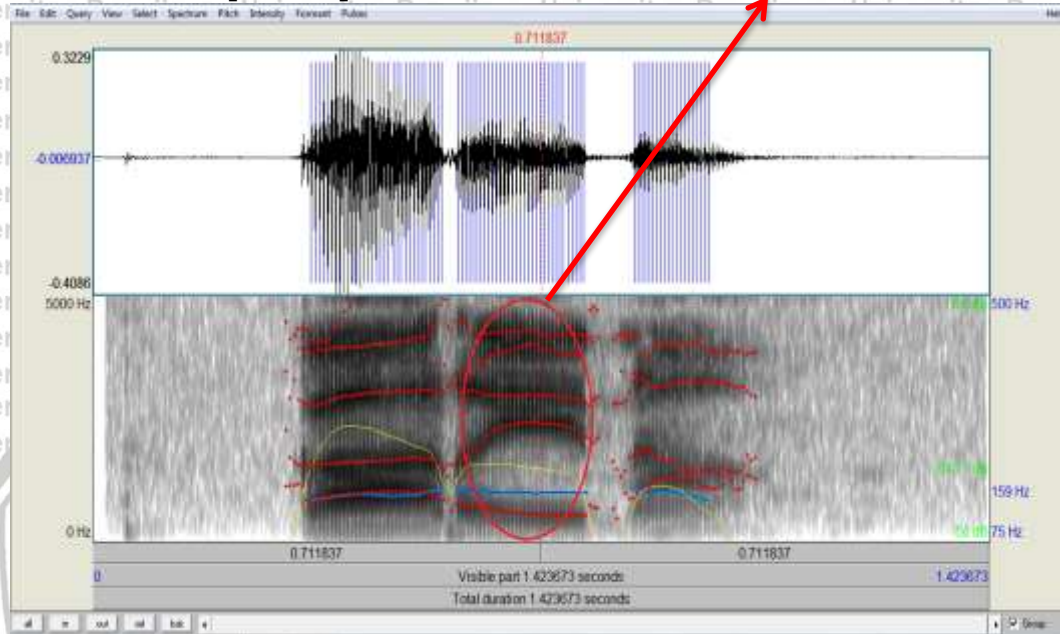 File Edit Query View Select Spectrum Pitch Intensity Formant Pulses
0.711837
0.3229
-0.006937
-0.4086
5000 Hz
500 Hz
159 Hz
0 Hz
75 Hz
0.711837 0.711837
0 Visible part 1.423673 seconds 1.423673
Total duration 1.423673 seconds
all in out sel bak
Group